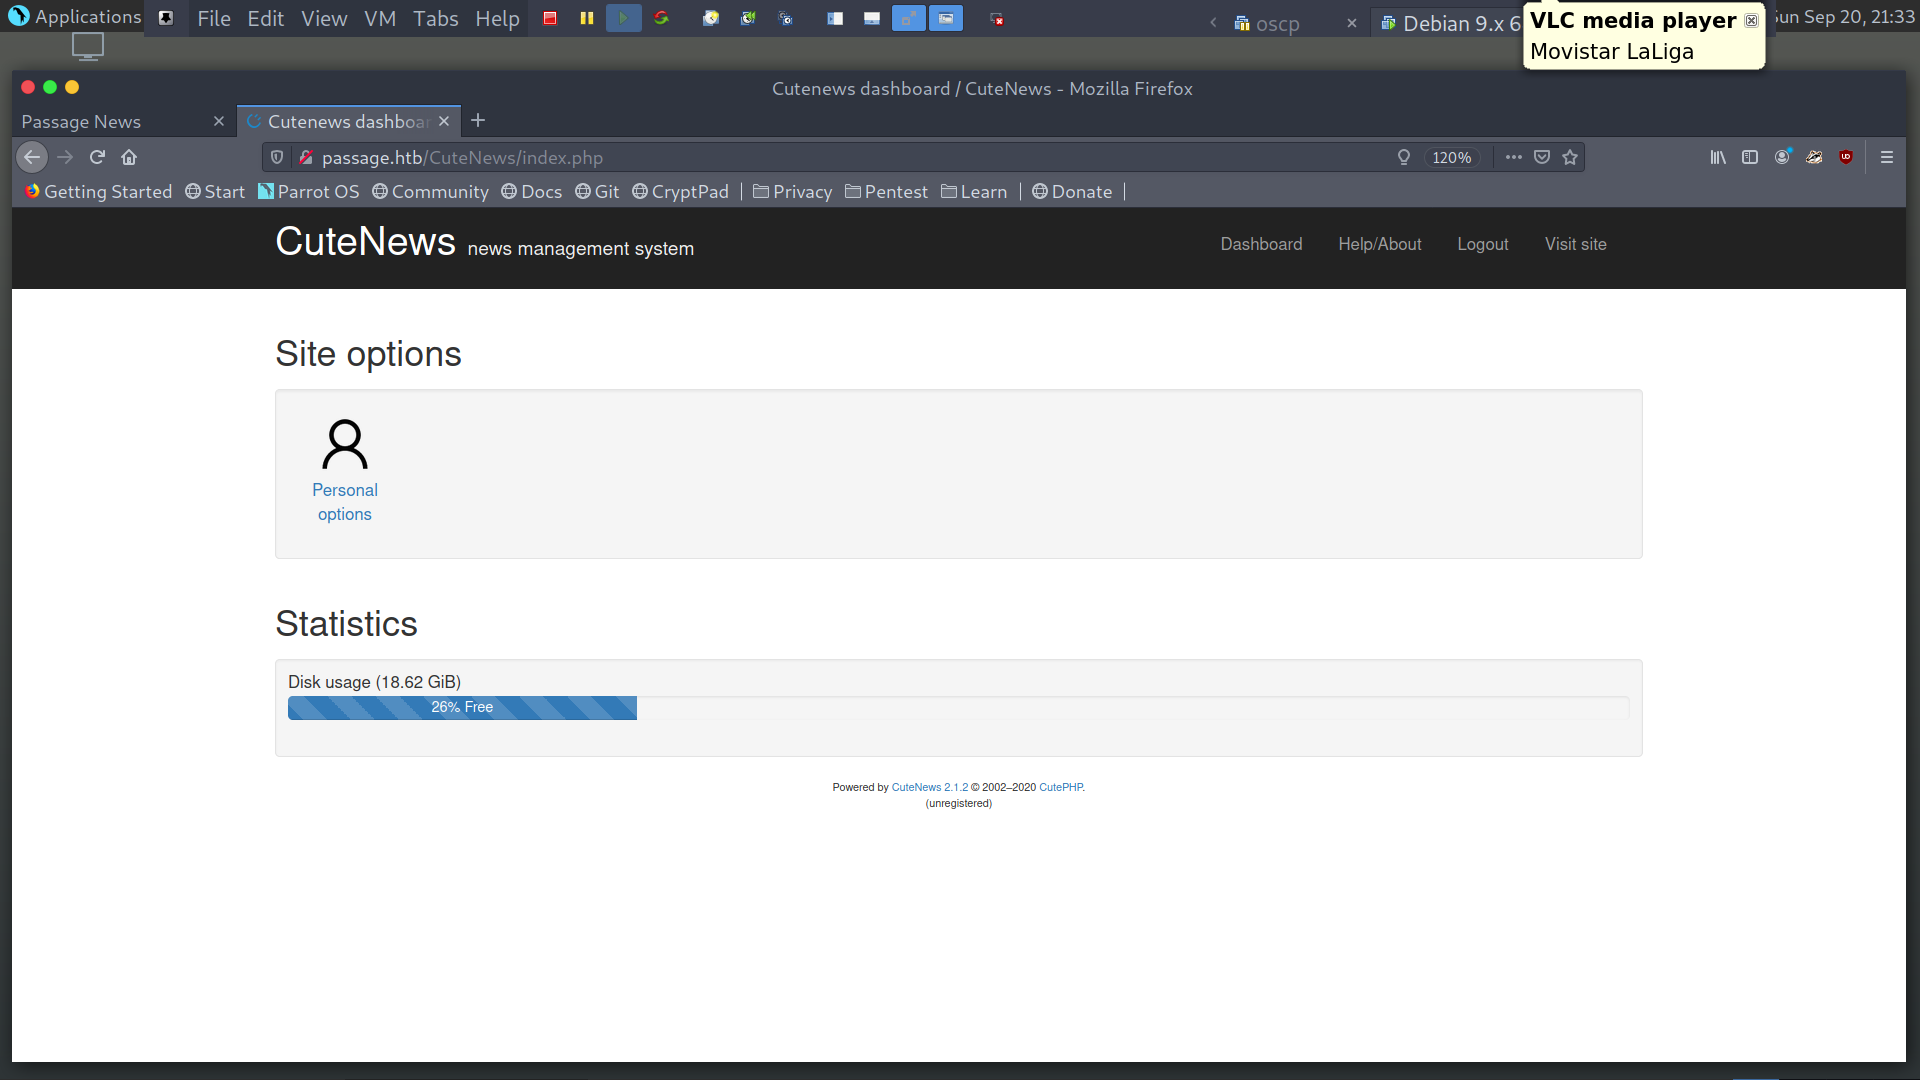 Applications File Edit View VM Tabs Help oscp Debian 9.x 6 Sun Sep 20, 21:33
VLC media player
Movistar LaLiga
Cutenews dashboard / CuteNews - Mozilla Firefox
Passage News Cutenews dashboar
passage.htb/CuteNews/index.php 120%
Getting Started Start Parrot OS Community Docs Git CryptPad Privacy Pentest Learn Donate
CuteNews news management system Dashboard Help/About Logout Visit site
Site options
Personal
options
Statistics
Disk usage (18.62 GiB)
26% Free
Powered by CuteNews 2.1.2 © 2002–2020 CutePHP.
(unregistered)